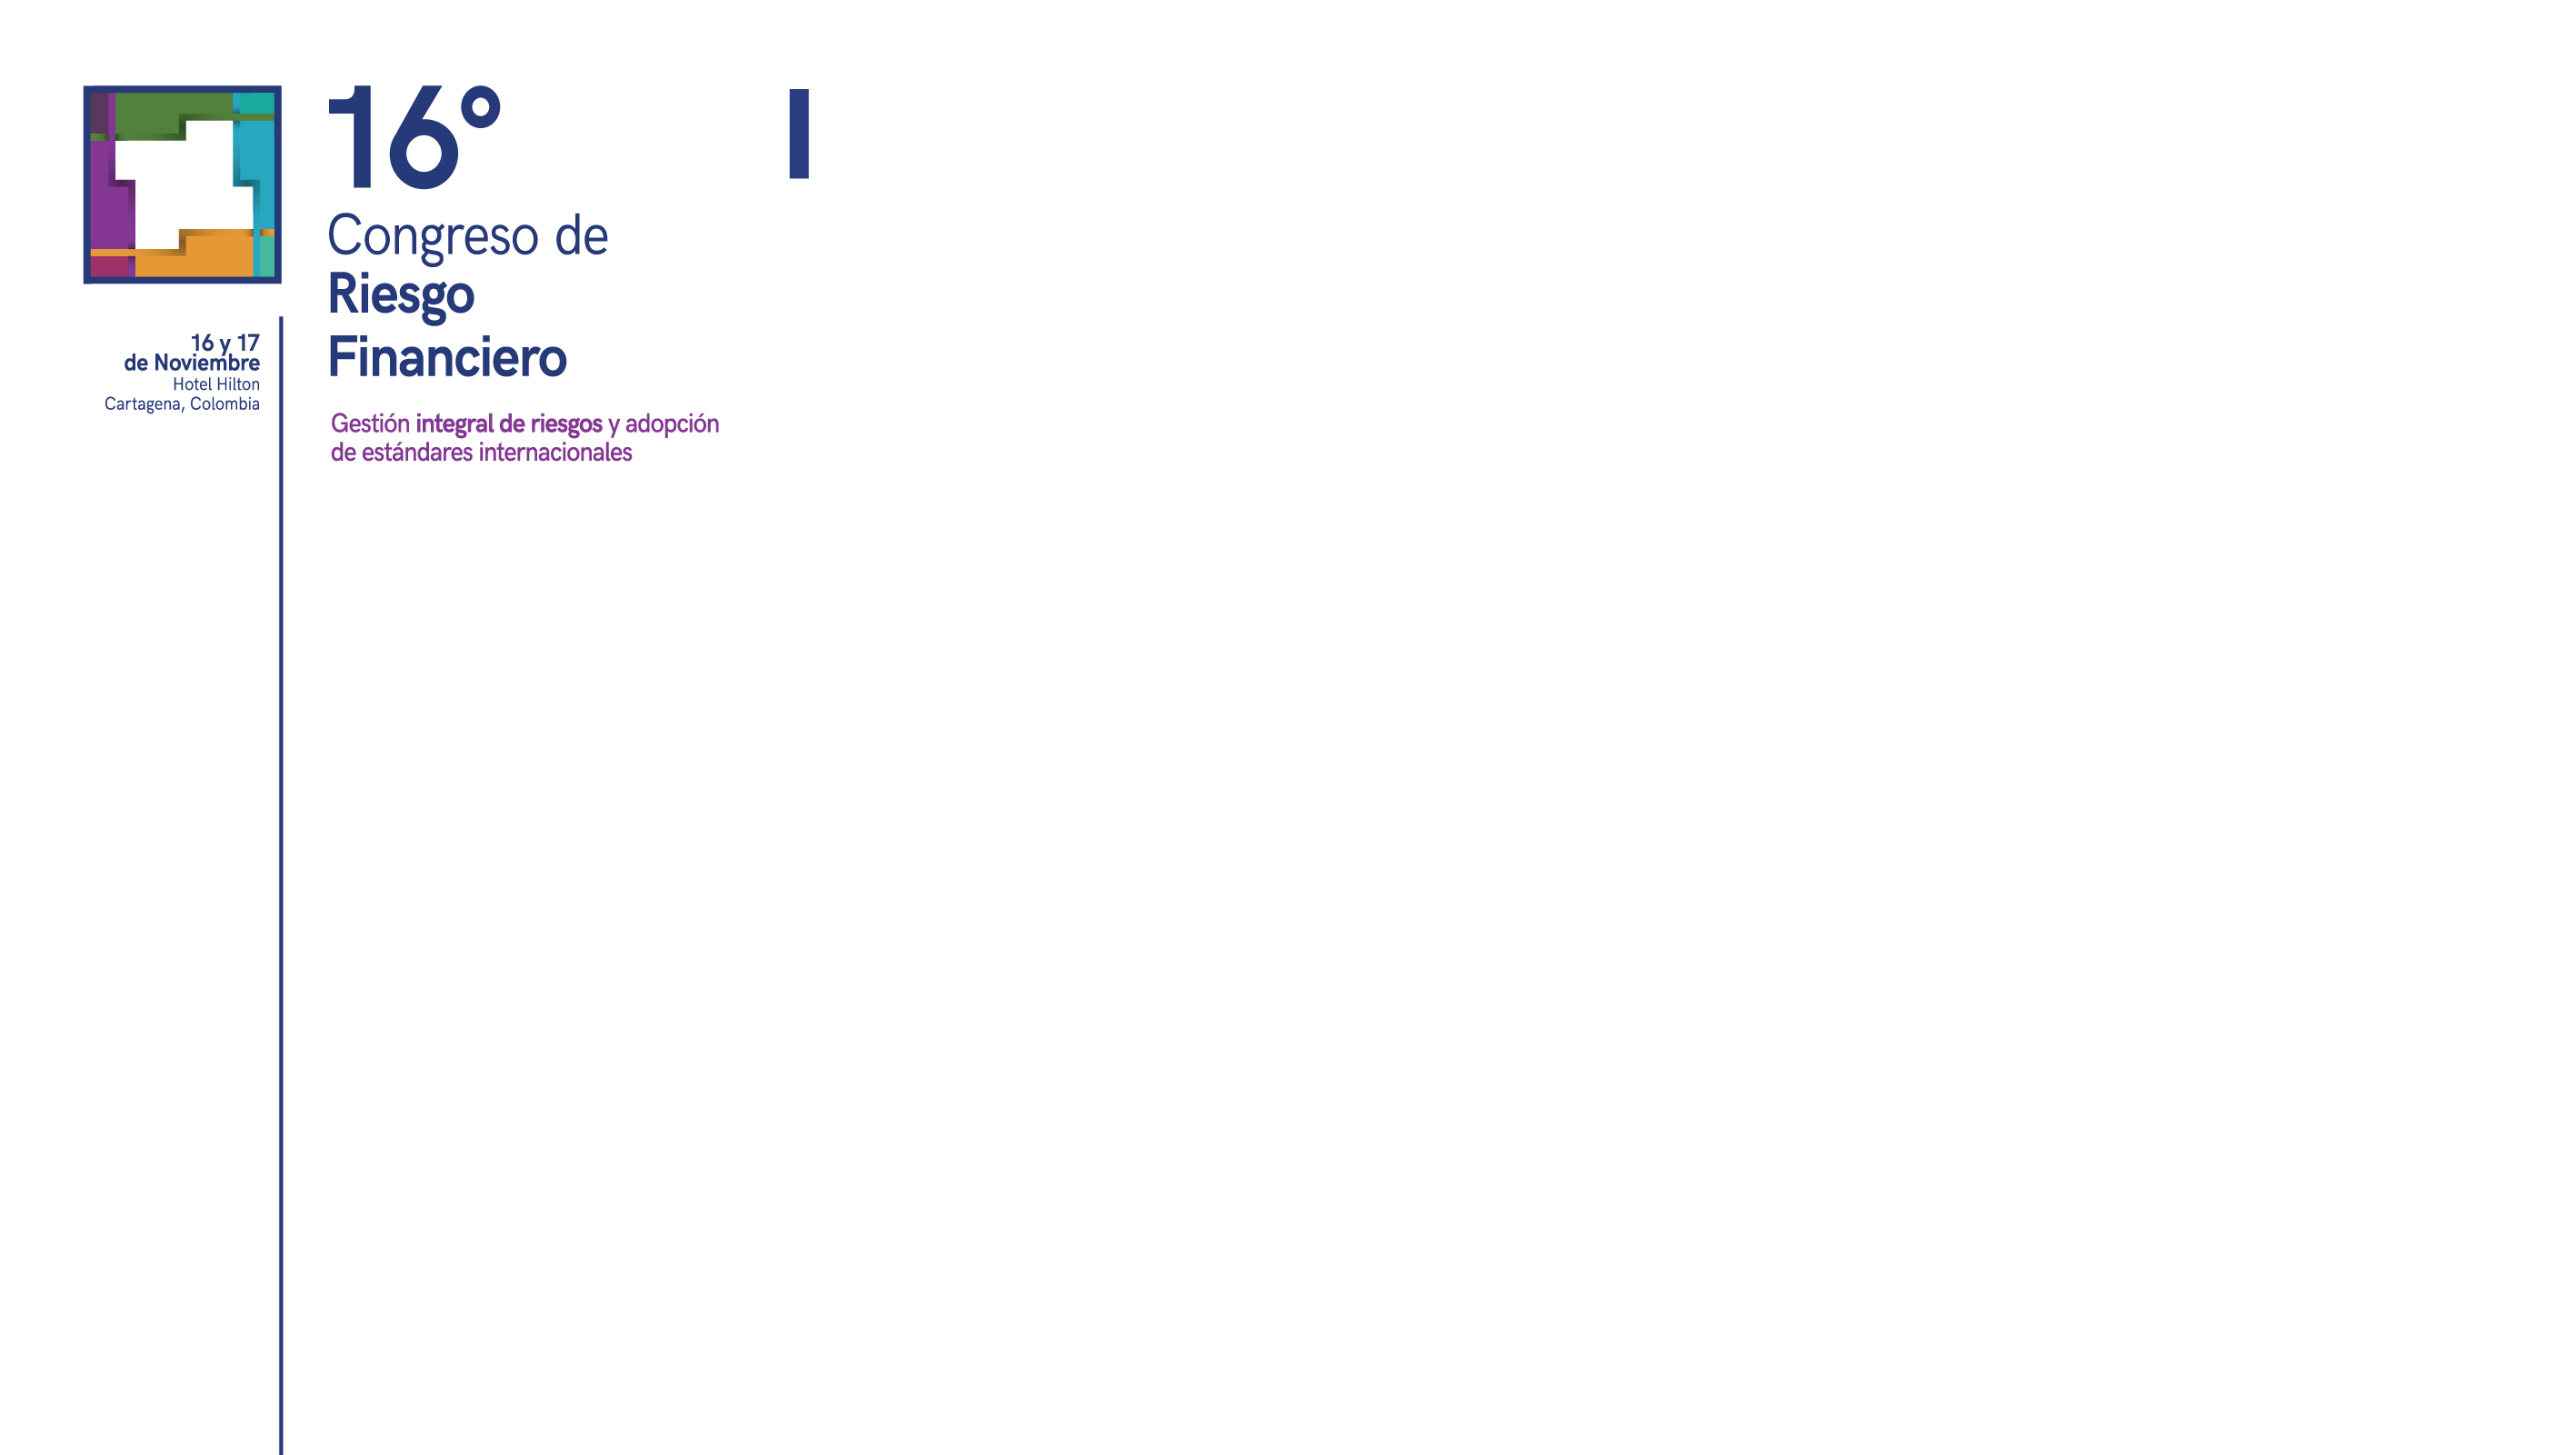 16°
Congreso de
Riesgo
Financiero
16 y 17
de Noviembre
Hotel Hilton
Cartagena, Colombia
Gestión integral de riesgos y adopción
de estándares internacionales